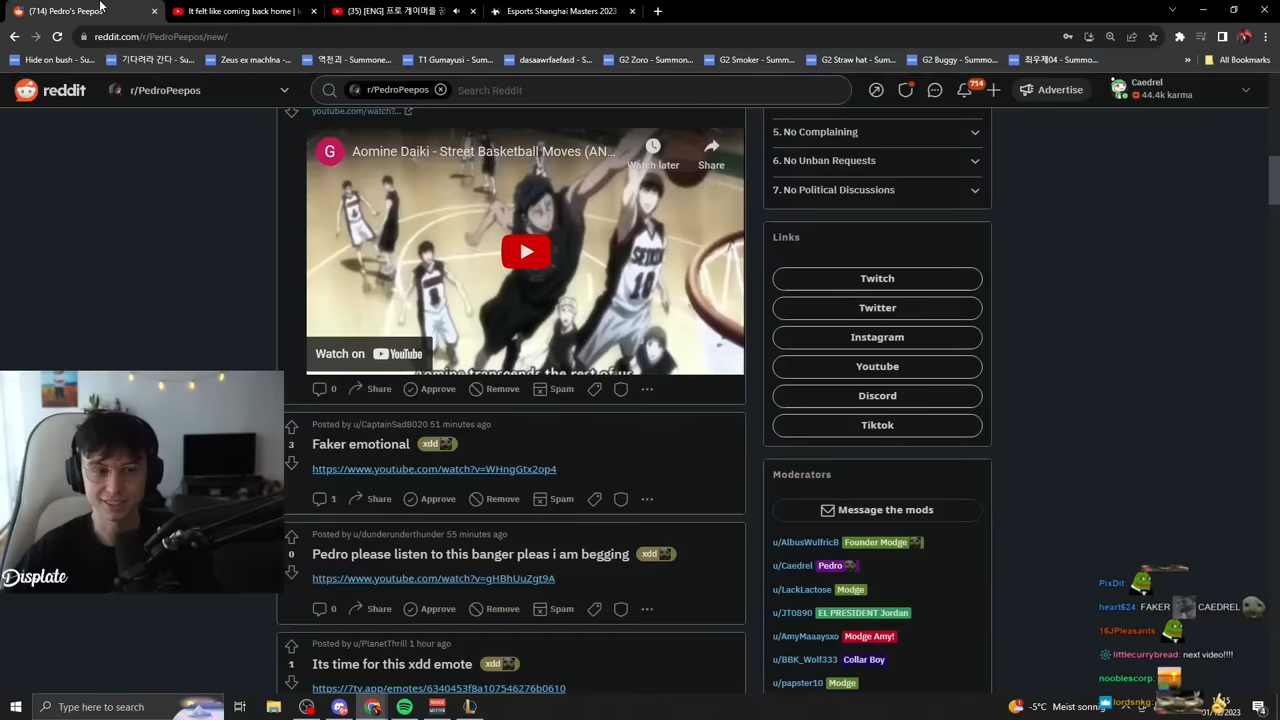 (714) Pedro's Peepos
It felt like coming back home | k
(35) [ENG] 프로 게이머를 꿈
Esports Shanghai Masters 2023
reddit.com/r/PedroPeepos/new/
Hide on bush - Su...
기다려라 간다 - Su...
Zeus ex machIna - ...
역천괴 - Summone...
T1 Gumayusi - Sum...
dasaawrfaefasd - S...
G2 Zoro - Summon...
G2 Smoker - Summ...
G2 Straw hat - Sum...
G2 Buggy - Summo...
최우제04 - Summo...
All Bookmarks
reddit
r/PedroPeepos
r/PedroPeepos
Search Reddit
714
Advertise
Caedrel
44.4k karma
youtube.com/watch?...
G
Aomine Daiki - Street Basketball Moves (AN...
Watch later
Share
SEIRIN
10
Watch on YouTube
Aomine transcends the rest of us
0 Share Approve Remove Spam
Posted by u/CaptainSad8020 51 minutes ago
3
Faker emotional xdd
https://www.youtube.com/watch?v=WHngGtx2op4
1 Share Approve Remove Spam
Posted by u/dunderunderthunder 55 minutes ago
0
Pedro please listen to this banger pleas i am begging xdd
https://www.youtube.com/watch?v=gHBhUuZgt9A
0 Share Approve Remove Spam
Posted by u/PlanetThrill 1 hour ago
1
Its time for this xdd emote xdd
https://7tv.app/emotes/6340453f8a107546276b0610
5. No Complaining
6. No Unban Requests
7. No Political Discussions
Links
Twitch
Twitter
Instagram
Youtube
Discord
Tiktok
Moderators
Message the mods
u/AlbusWulfricB Founder Modge
u/Caedrel Pedro
u/LackLactose Modge
u/JT0890 EL PRESIDENT Jordan
u/AmyMaaaysxo Modge Amy!
u/BBK_Wolf333 Collar Boy
u/papster10 Modge
Displate
PixDit:
heart624: FAKER CAEDREL
16JPleasants:
littlecurrybread: next video!!!!
nooblescorp:
lordsnkg:
Type here to search
-5°C Meist sonnig